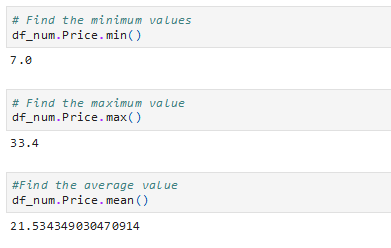 # Find the minimum values
df_num.Price.min()
7.0
# Find the maximum value
df_num.Price.max()
33.4
#Find the average value
df_num.Price.mean()
21.534349030470914